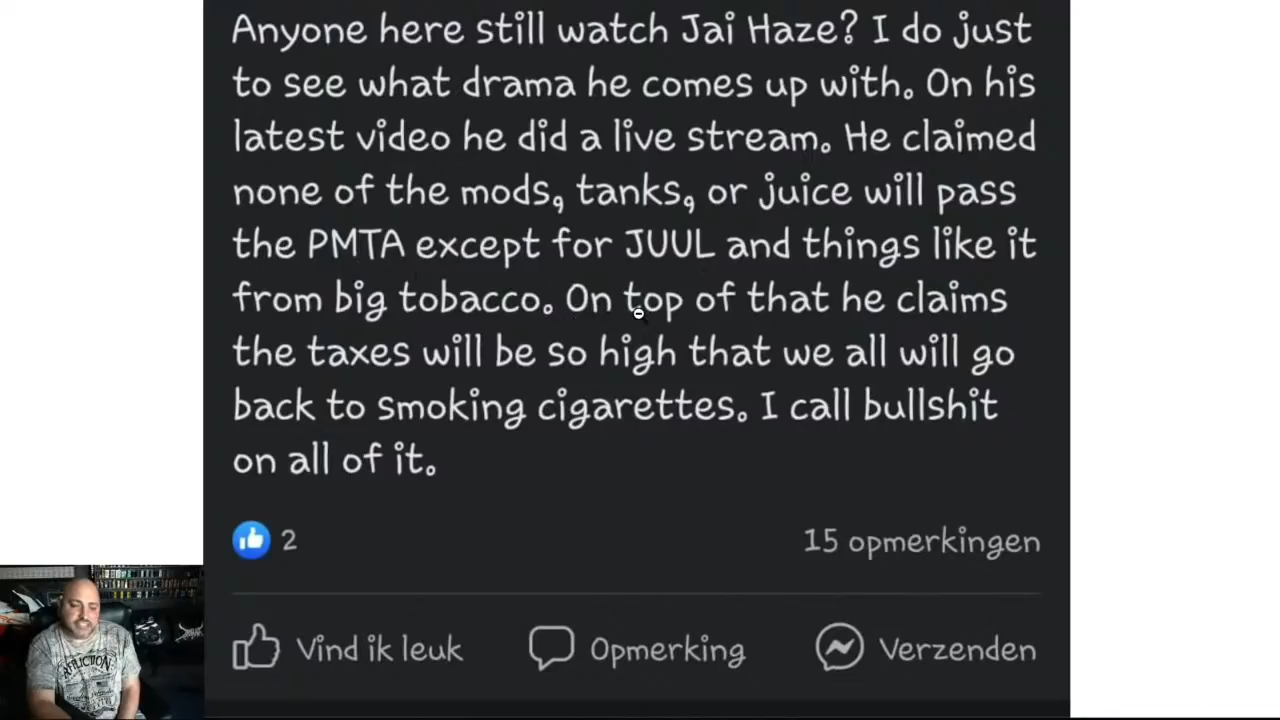 Anyone here still watch Jai Haze? I do just
to see what drama he comes up with. On his
latest video he did a live stream. He claimed
none of the mods, tanks, or juice will pass
the PMTA except for JUUL and things like it
from big tobacco. On top of that he claims
the taxes will be so high that we all will go
back to smoking cigarettes. I call bullshit
on all of it.
2
15 opmerkingen
Vind ik leuk
Opmerking
Verzenden
AFFLICTION